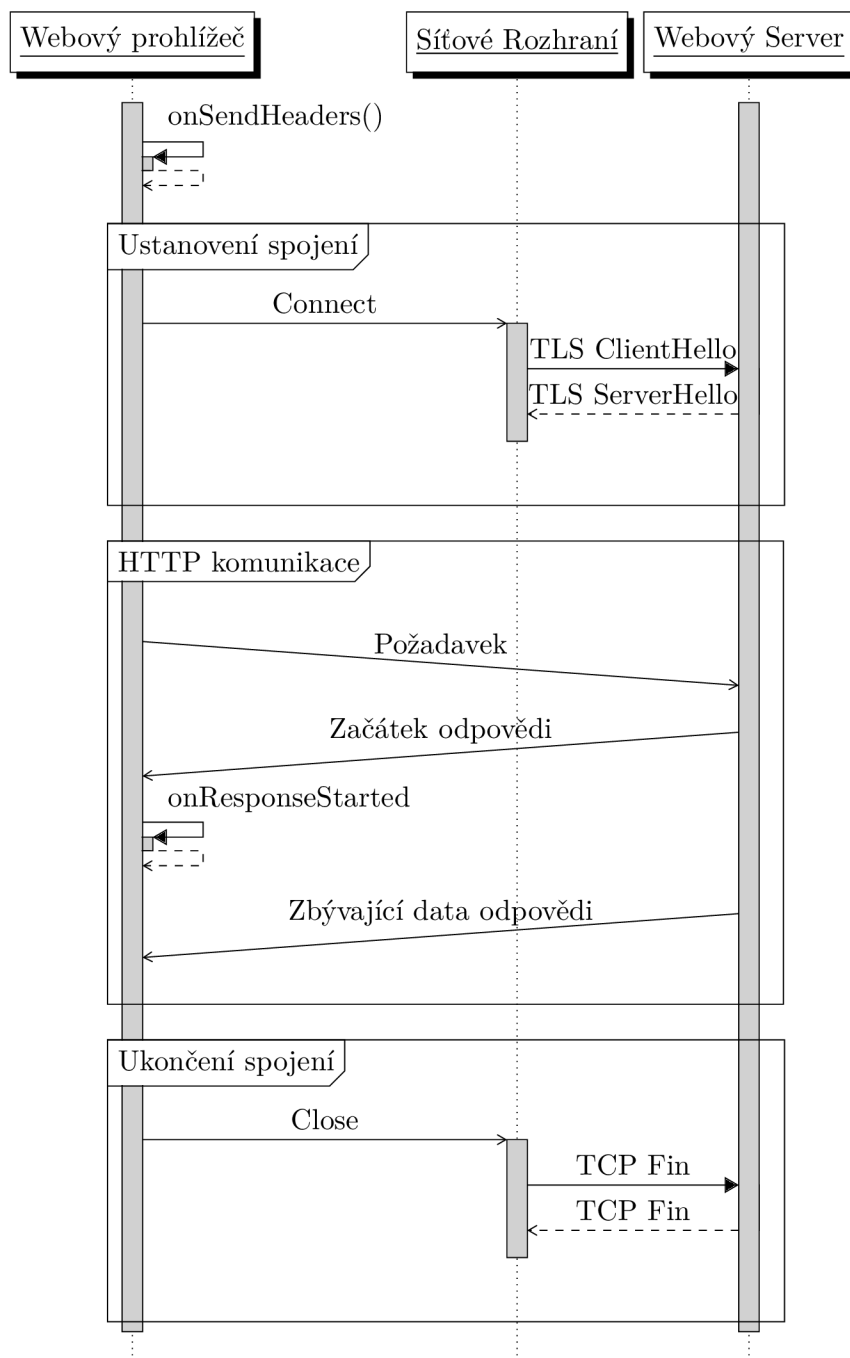 Webový prohlížeč
Síťové Rozhraní
Webový Server
onSendHeaders()
Ustanovení spojení
Connect
TLS ClientHello
TLS ServerHello
HTTP komunikace
Požadavek
Začátek odpovědi
onResponseStarted
Zbývající data odpovědi
Ukončení spojení
Close
TCP Fin
TCP Fin